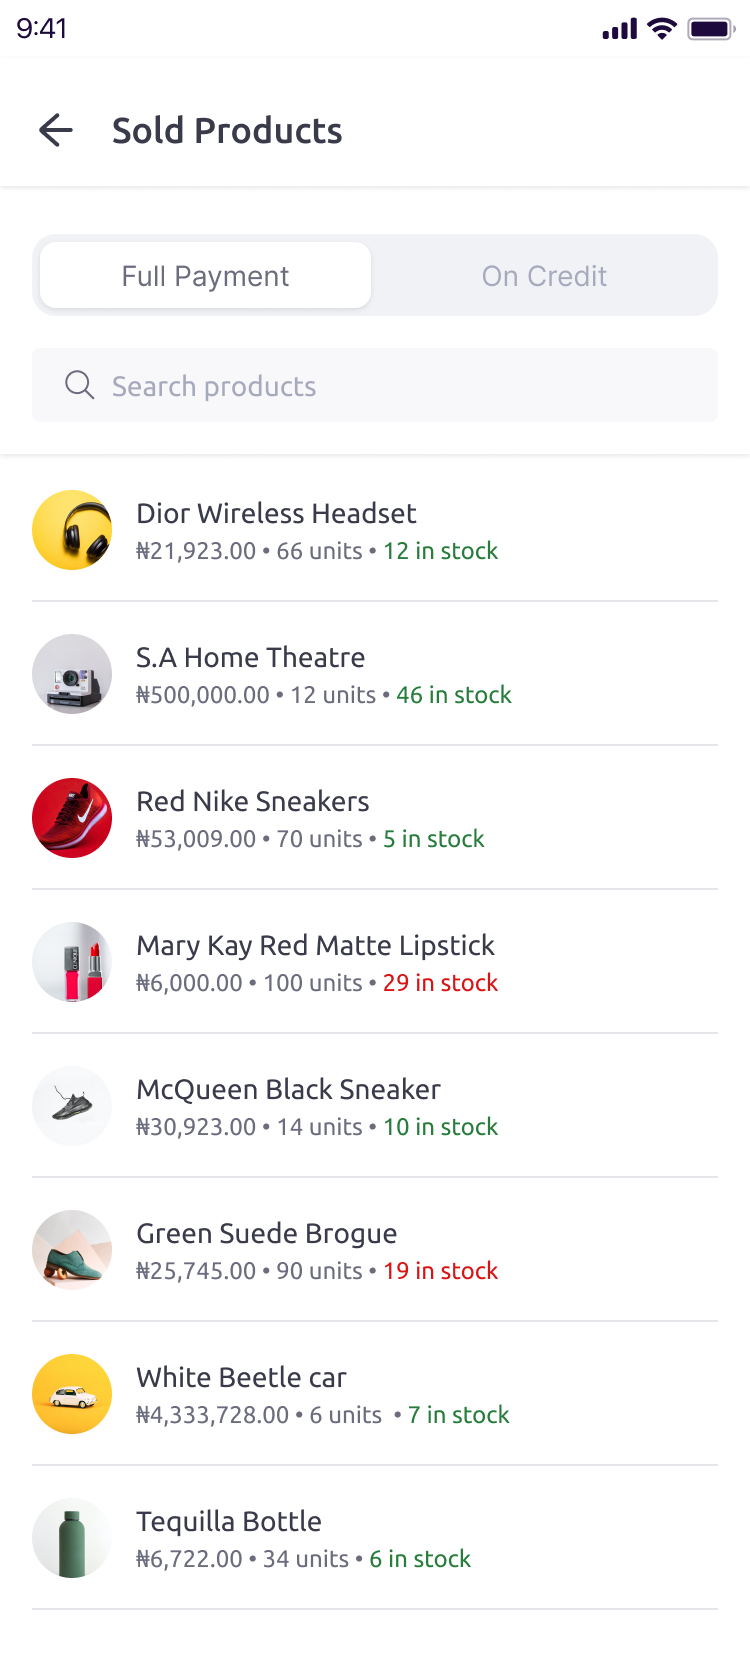 9:41
Sold Products
Full Payment
On Credit
Search products
Dior Wireless Headset
₦21,923.00 • 66 units • 12 in stock
S.A Home Theatre
₦500,000.00 • 12 units • 46 in stock
Red Nike Sneakers
₦53,009.00 • 70 units • 5 in stock
Mary Kay Red Matte Lipstick
₦6,000.00 • 100 units • 29 in stock
McQueen Black Sneaker
₦30,923.00 • 14 units • 10 in stock
Green Suede Brogue
₦25,745.00 • 90 units • 19 in stock
White Beetle car
₦4,333,728.00 • 6 units • 7 in stock
Tequilla Bottle
₦6,722.00 • 34 units • 6 in stock